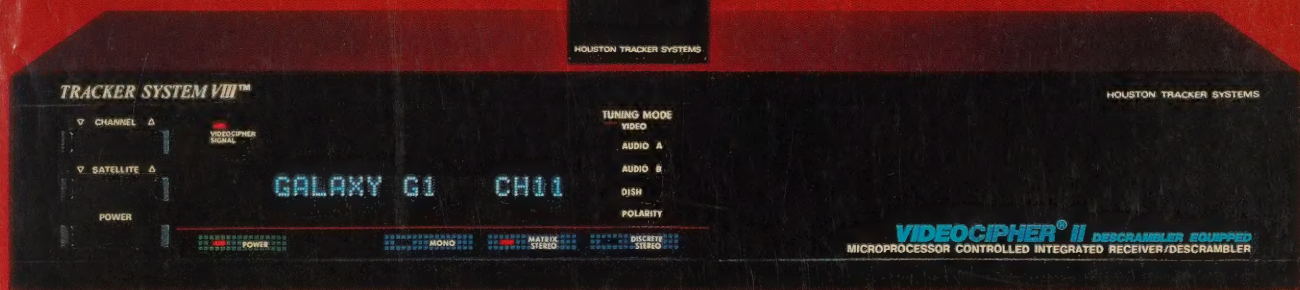 HOUSTON TRACKER SYSTEMS
TRACKER SYSTEM VIII™
HOUSTON TRACKER SYSTEMS
▽ CHANNEL △
VIDEOCIPHER
SIGNAL
TUNING MODE
VIDEO
AUDIO A
▽ SATELLITE △
AUDIO B
GALAXY G1 CH11
DISH
POWER
POLARITY
POWER
MONO
MATRIX
STEREO
DISCRETE
STEREO
VIDEOCIPHER® II DESCRAMBLER EQUIPPED
MICROPROCESSOR CONTROLLED INTEGRATED RECEIVER/DESCRAMBLER